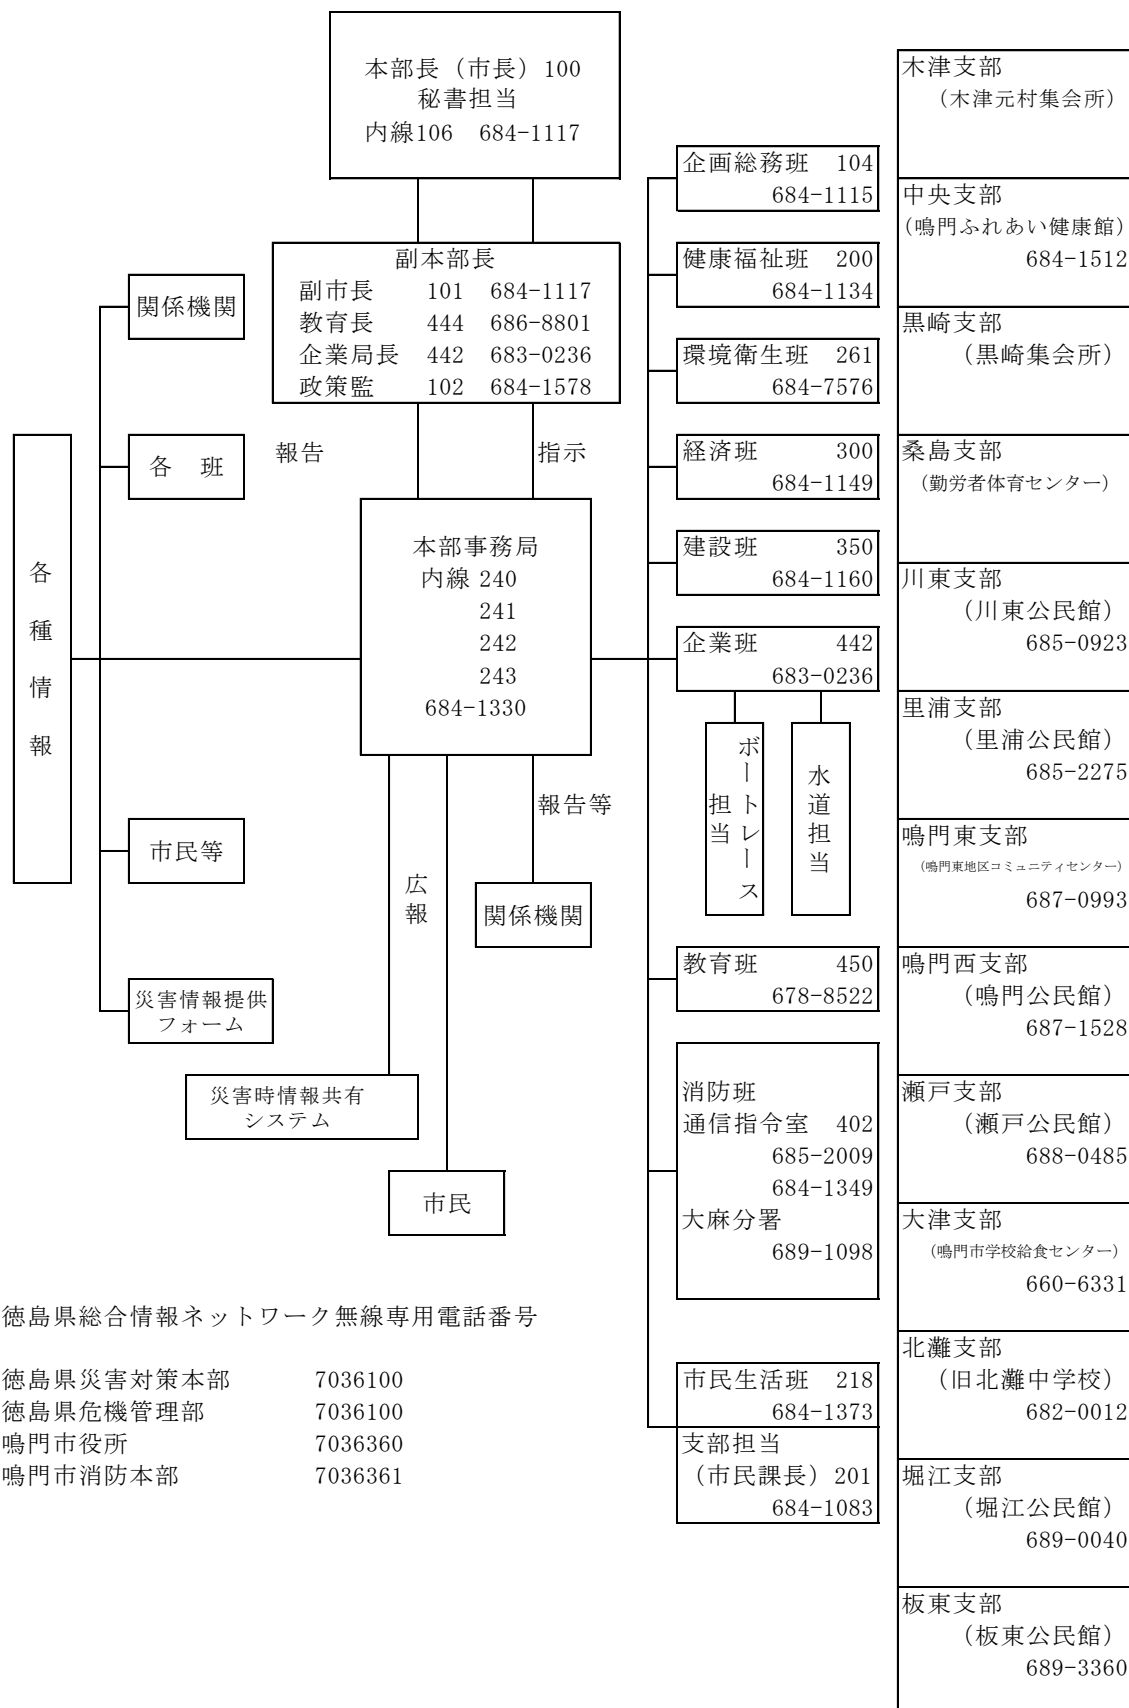 本部長（市長）100
秘書担当
内線106　684-1117
副本部長
副市長　101　684-1117
教育長　444　686-8801
企業局長　442　683-0236
政策監　102　684-1578
報告
指示
本部事務局
内線 240
241
242
243
684-1330
各種情報
関係機関
各　班
市民等
災害情報提供
フォーム
災害時情報共有
システム
広報
市民
報告等
関係機関
企画総務班　104
684-1115
健康福祉班　200
684-1134
環境衛生班　261
684-7576
経済班　300
684-1149
建設班　350
684-1160
企業班　442
683-0236
ボートレース
担当
水道担当
教育班　450
678-8522
消防班
通信指令室　402
685-2009
684-1349
大麻分署
689-1098
市民生活班　218
684-1373
支部担当
（市民課長）201
684-1083
木津支部
（木津元村集会所）
中央支部
（鳴門ふれあい健康館）
684-1512
黒崎支部
（黒崎集会所）
桑島支部
（勤労者体育センター）
川東支部
（川東公民館）
685-0923
里浦支部
（里浦公民館）
685-2275
鳴門東支部
（鳴門東地区コミュニティセンター）
687-0993
鳴門西支部
（鳴門公民館）
687-1528
瀬戸支部
（瀬戸公民館）
688-0485
大津支部
（鳴門市学校給食センター）
660-6331
北灘支部
（旧北灘中学校）
682-0012
堀江支部
（堀江公民館）
689-0040
板東支部
（板東公民館）
689-3360
徳島県総合情報ネットワーク無線専用電話番号
徳島県災害対策本部　7036100
徳島県危機管理部　7036100
鳴門市役所　7036360
鳴門市消防本部　7036361